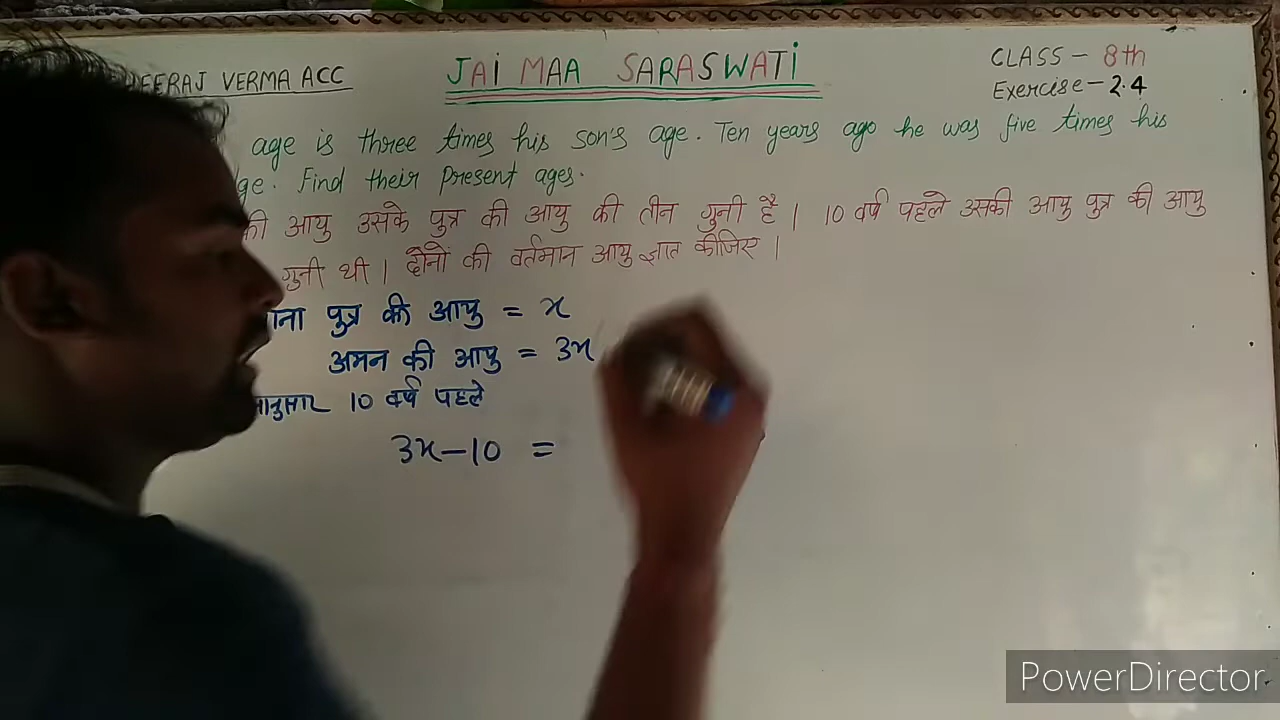 EERAJ VERMA ACC
JAI MAA SARASWATI
CLASS - 8th
Exercise - 2.4
age is three times his son's age. Ten years ago he was five times his
ge. Find their present ages.
की आयु उसके पुत्र की आयु की तीन गुनी है । 10 वर्ष पहले उसकी आयु पुत्र की आयु
गुनी थी । दोनों की वर्तमान आयु ज्ञात कीजिए ।
ाना पुत्र की आयु = x
अमन की आयु = 3x
ानुसार 10 वर्ष पहले
3x-10 =
PowerDirector